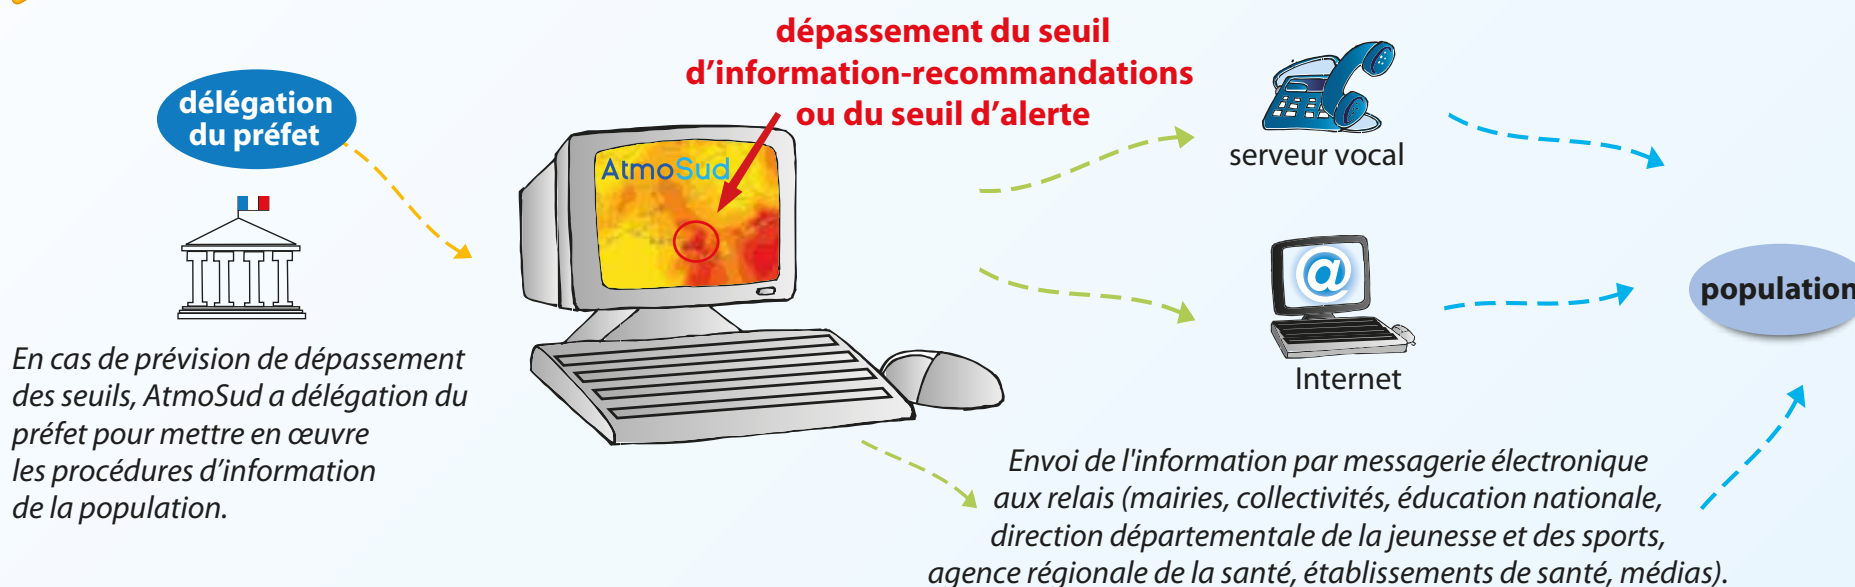 délégation
du préfet
En cas de prévision de dépassement
des seuils, AtmoSud a délégation du
préfet pour mettre en œuvre
les procédures d’information
de la population.
dépassement du seuil
d’information-recommandations
ou du seuil d’alerte
AtmoSud
serveur vocal
@
Internet
Envoi de l'information par messagerie électronique
aux relais (mairies, collectivités, éducation nationale,
direction départementale de la jeunesse et des sports,
agence régionale de la santé, établissements de santé, médias).
population